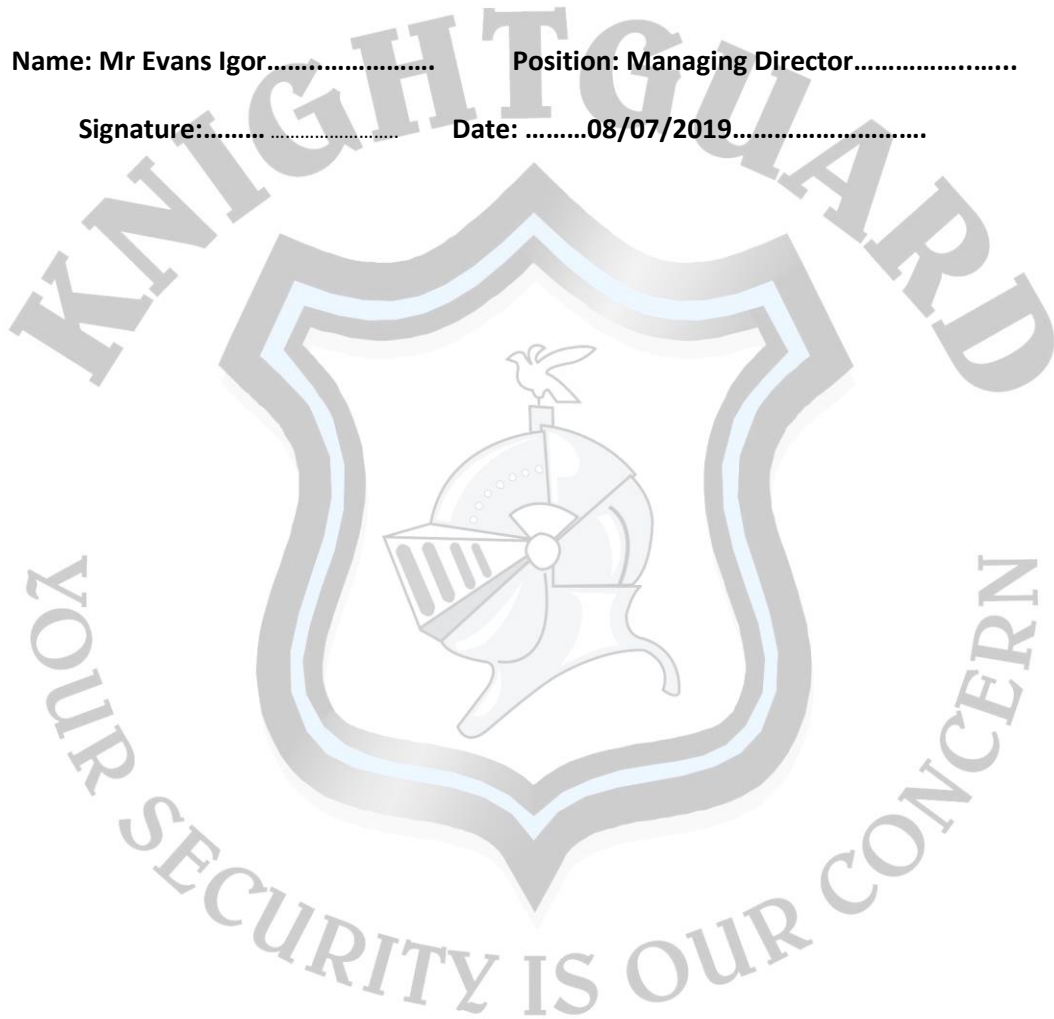 Name: Mr Evans Igor……..……………. Position: Managing Director……………..…....
Signature:……… …………………….. Date: ………08/07/2019……………………….
KNIGHTGUARD
YOUR SECURITY IS OUR CONCERN